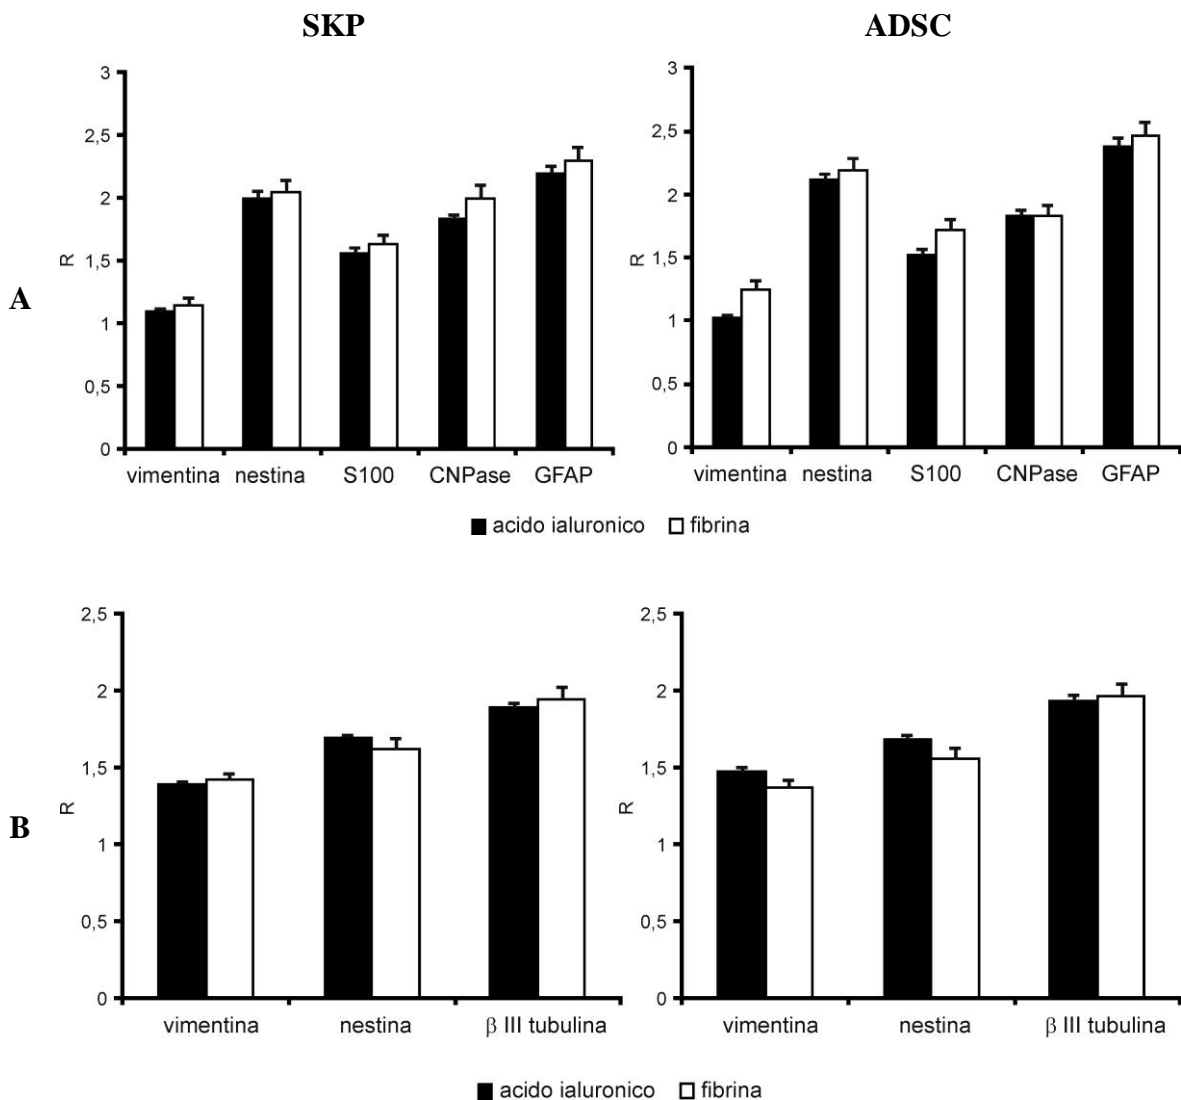 SKP
ADSC
A
R
3
2,5
2
1,5
1
0,5
0
vimentina nestina S100 CNPase GFAP
R
3
2,5
2
1,5
1
0,5
0
vimentina nestina S100 CNPase GFAP
acido ialuronico fibrina
B
R
2,5
2
1,5
1
0,5
0
vimentina nestina β III tubulina
R
2,5
2
1,5
1
0,5
0
vimentina nestina β III tubulina
acido ialuronico fibrina